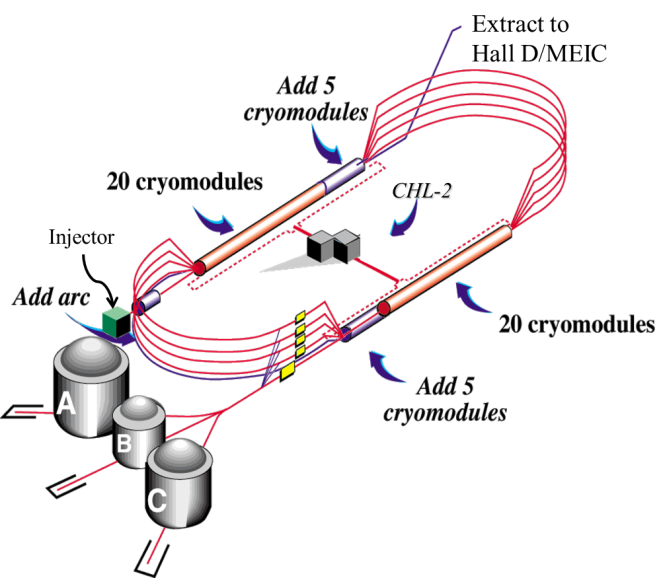 Extract to
Hall D/MEIC
Add 5
cryomodules
20 cryomodules
CHL-2
Injector
Add arc
20 cryomodules
Add 5
cryomodules
A
B
C